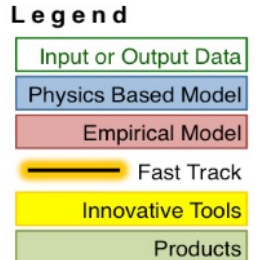 Legend
Input or Output Data
Physics Based Model
Empirical Model
Fast Track
Innovative Tools
Products